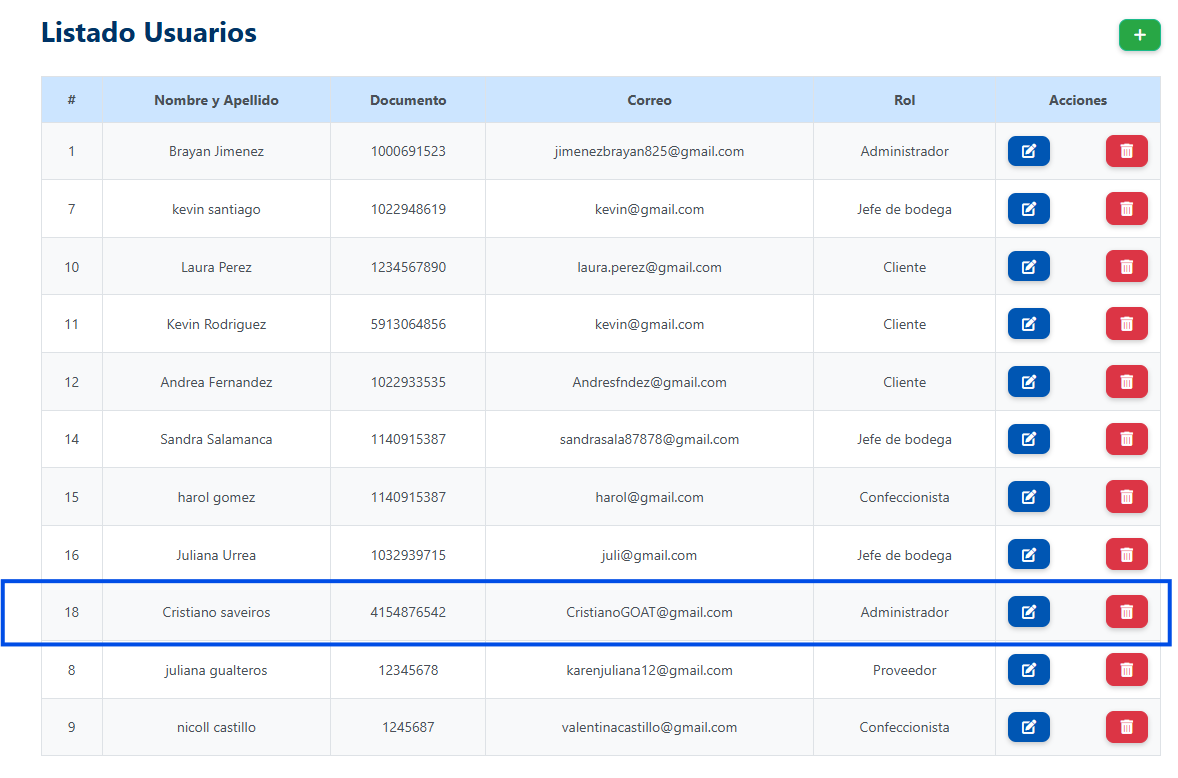 Listado Usuarios
+
# Nombre y Apellido Documento Correo Rol Acciones
1 Brayan Jimenez 1000691523 jimenezbrayan825@gmail.com Administrador
7 kevin santiago 1022948619 kevin@gmail.com Jefe de bodega
10 Laura Perez 1234567890 laura.perez@gmail.com Cliente
11 Kevin Rodriguez 5913064856 kevin@gmail.com Cliente
12 Andrea Fernandez 1022933535 Andresfndez@gmail.com Cliente
14 Sandra Salamanca 1140915387 sandrasala87878@gmail.com Jefe de bodega
15 harol gomez 1140915387 harol@gmail.com Confeccionista
16 Juliana Urrea 1032939715 juli@gmail.com Jefe de bodega
18 Cristiano saveiros 4154876542 CristianoGOAT@gmail.com Administrador
8 juliana gualteros 12345678 karenjuliana12@gmail.com Proveedor
9 nicoll castillo 1245687 valentinacastillo@gmail.com Confeccionista